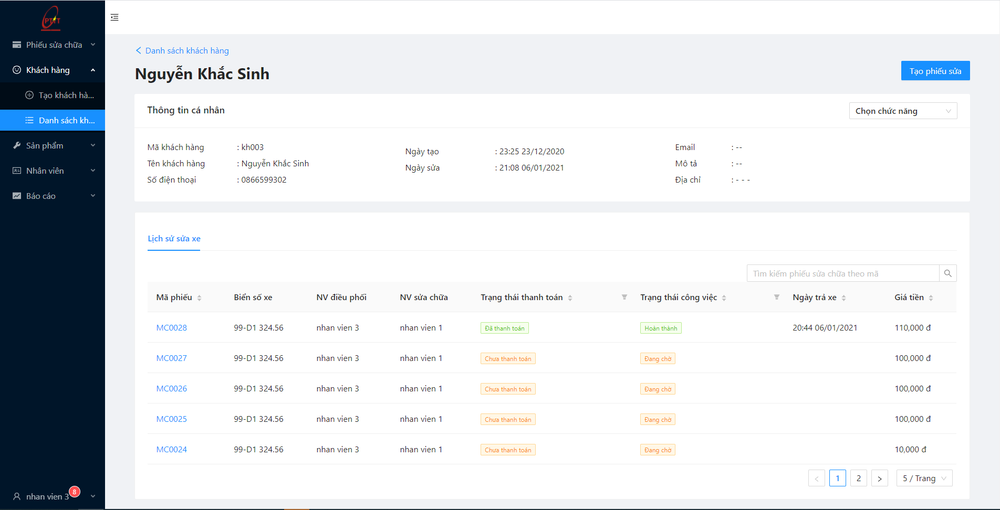 PTIT
Phiếu sửa chữa
Khách hàng
Tạo khách hà...
Danh sách kh...
Sản phẩm
Nhân viên
Báo cáo
nhan vien 3
8
Danh sách khách hàng
Nguyễn Khắc Sinh
Tạo phiếu sửa
Thông tin cá nhân
Chọn chức năng
Mã khách hàng : kh003
Tên khách hàng : Nguyễn Khắc Sinh
Số điện thoại : 0866599302
Ngày tạo : 23:25 23/12/2020
Ngày sửa : 21:08 06/01/2021
Email : --
Mô tả : --
Địa chỉ : - - -
Lịch sử sửa xe
Tìm kiếm phiếu sửa chữa theo mã
Mã phiếu Biển số xe NV điều phối NV sửa chữa Trạng thái thanh toán Trạng thái công việc Ngày trả xe Giá tiền
MC0028 99-D1 324.56 nhan vien 3 nhan vien 1 Đã thanh toán Hoàn thành 20:44 06/01/2021 110,000 đ
MC0027 99-D1 324.56 nhan vien 3 nhan vien 1 Chưa thanh toán Đang chờ 100,000 đ
MC0026 99-D1 324.56 nhan vien 3 nhan vien 1 Chưa thanh toán Đang chờ 100,000 đ
MC0025 99-D1 324.56 nhan vien 3 nhan vien 1 Chưa thanh toán Đang chờ 100,000 đ
MC0024 99-D1 324.56 nhan vien 3 nhan vien 1 Chưa thanh toán Đang chờ 10,000 đ
< 1 2 > 5 / Trang